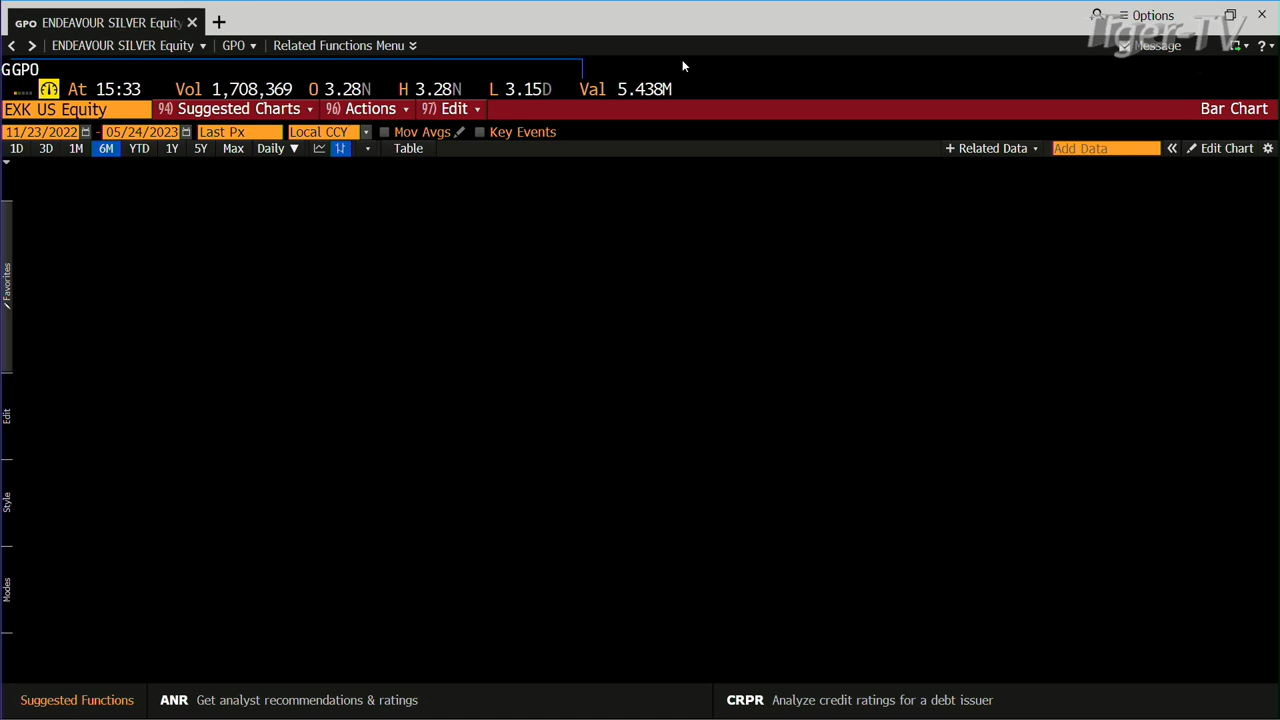 GPO ENDEAVOUR SILVER Equity
Options
ENDEAVOUR SILVER Equity GPO Related Functions Menu Message ?
Tiger-TV
GGPO
At 15:33 Vol 1,708,369 O 3.28N H 3.28N L 3.15D Val 5.438M
EXK US Equity 94) Suggested Charts 96) Actions 97) Edit Bar Chart
11/23/2022 - 05/24/2023 Last Px Local CCY Mov Avgs Key Events
1D 3D 1M 6M YTD 1Y 5Y Max Daily Table + Related Data Add Data Edit Chart
Favorites
Edit
Style
Modes
Suggested Functions ANR Get analyst recommendations & ratings CRPR Analyze credit ratings for a debt issuer